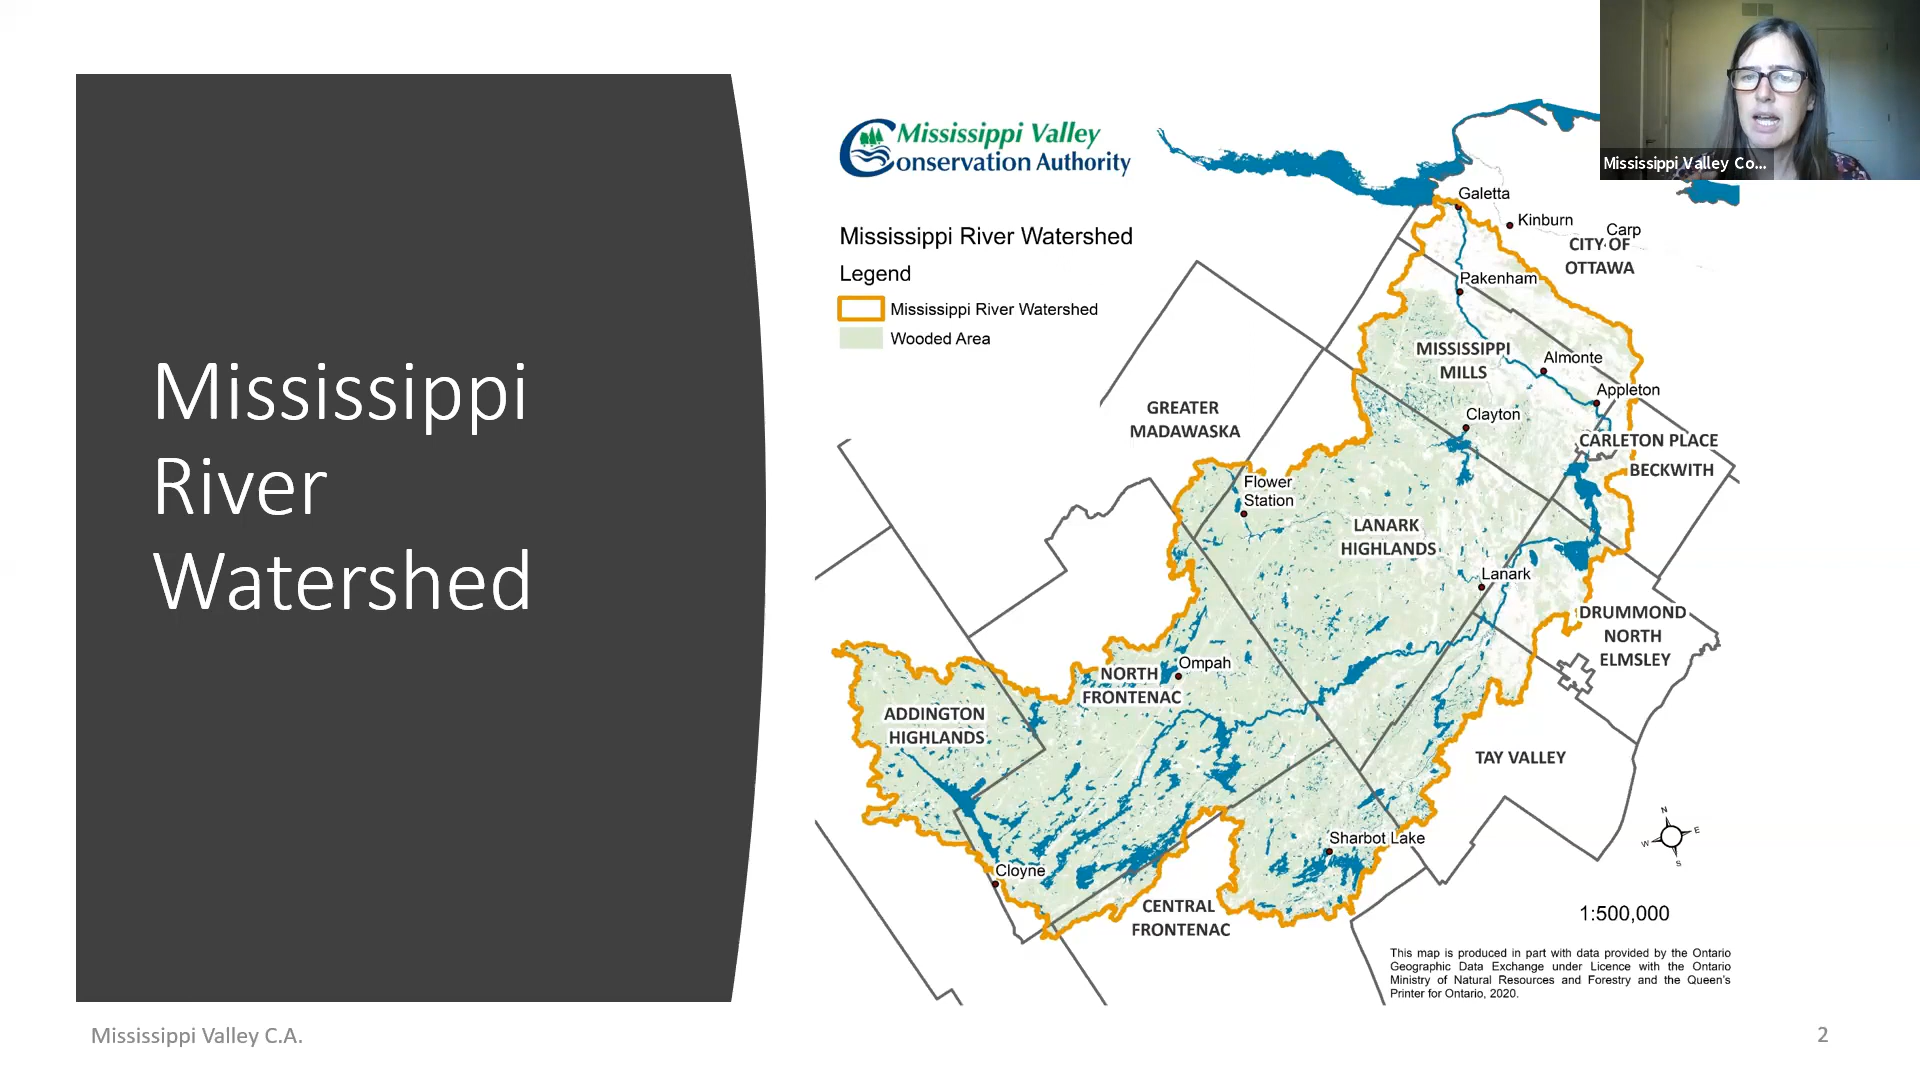 Mississippi
River
Watershed
Mississippi Valley
Conservation Authority
Mississippi River Watershed
Legend
Mississippi River Watershed
Wooded Area
Mississippi Valley Co...
Galetta
Kinburn
Carp
CITY OF
OTTAWA
Pakenham
MISSISSIPPI
MILLS
Almonte
Appleton
GREATER
MADAWASKA
Clayton
CARLETON PLACE
BECKWITH
Flower
Station
LANARK
HIGHLANDS
Lanark
DRUMMOND
NORTH
ELMSLEY
NORTH
FRONTENAC
Ompah
ADDINGTON
HIGHLANDS
TAY VALLEY
Sharbot Lake
Cloyne
CENTRAL
FRONTENAC
N
E
W
S
1:500,000
This map is produced in part with data provided by the Ontario
Geographic Data Exchange under Licence with the Ontario
Ministry of Natural Resources and Forestry and the Queen's
Printer for Ontario, 2020.
Mississippi Valley C.A.
2